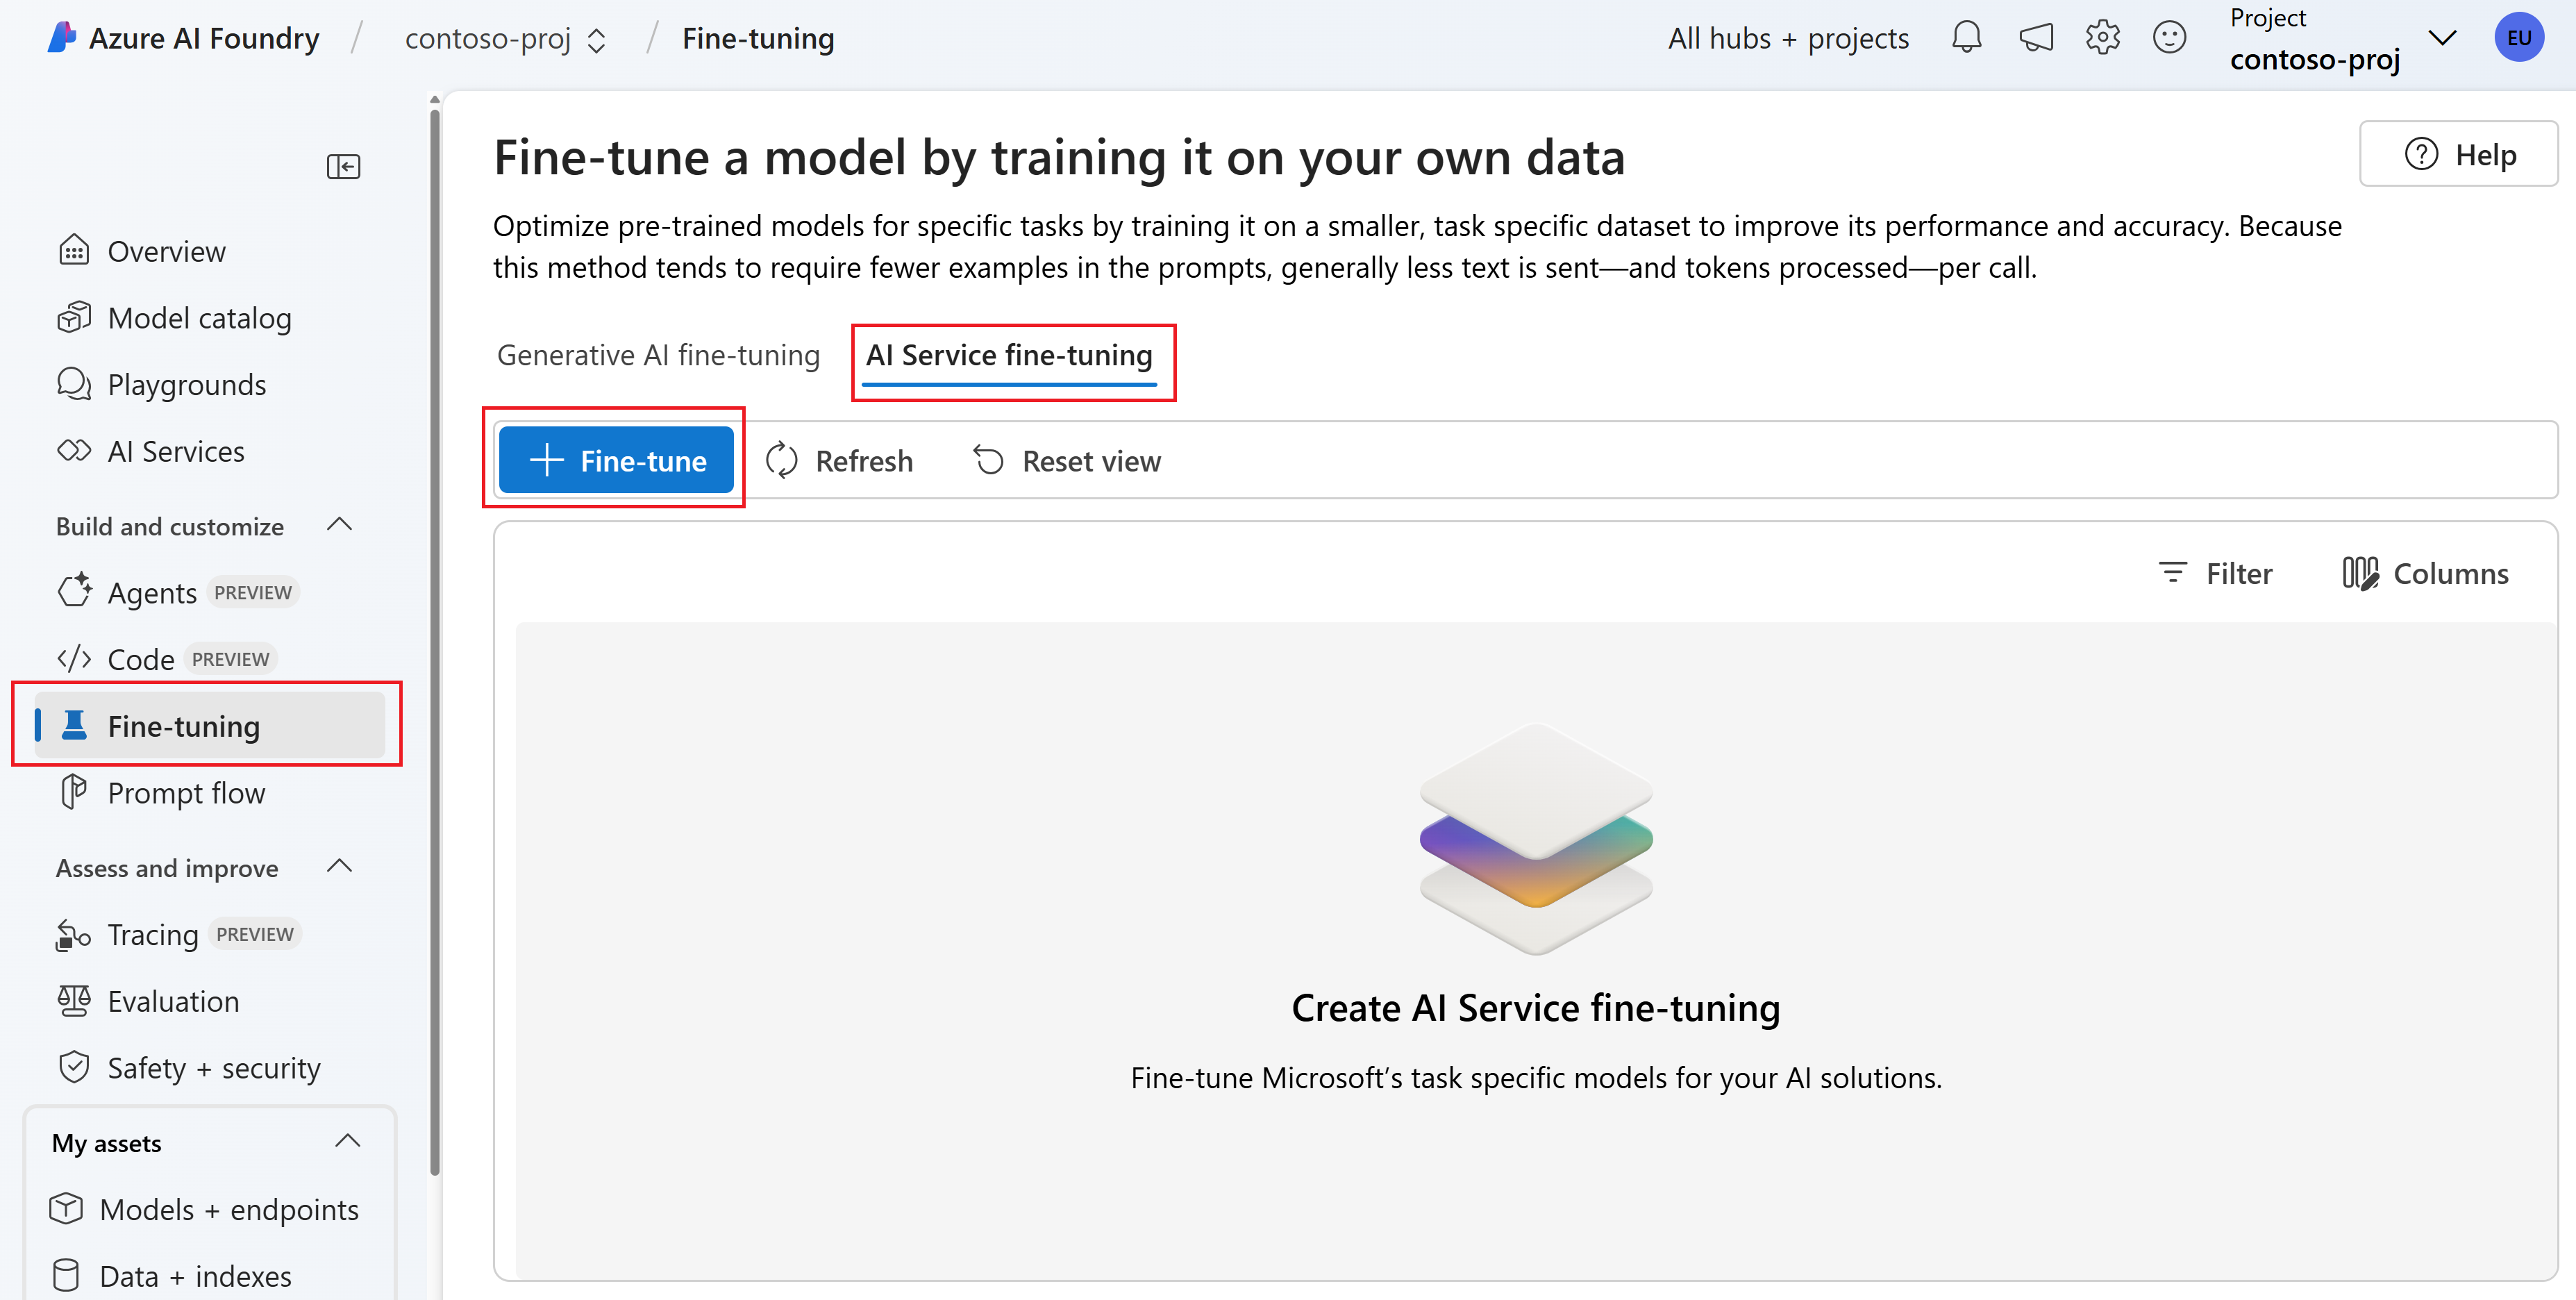 Azure AI Foundry / contoso-proj / Fine-tuning
All hubs + projects
Project
contoso-proj
EU
Overview
Model catalog
Playgrounds
AI Services
Build and customize
Agents PREVIEW
Code PREVIEW
Fine-tuning
Prompt flow
Assess and improve
Tracing PREVIEW
Evaluation
Safety + security
My assets
Models + endpoints
Data + indexes
Fine-tune a model by training it on your own data
Help
Optimize pre-trained models for specific tasks by training it on a smaller, task specific dataset to improve its performance and accuracy. Because
this method tends to require fewer examples in the prompts, generally less text is sent—and tokens processed—per call.
Generative AI fine-tuning
AI Service fine-tuning
Fine-tune
Refresh
Reset view
Filter
Columns
Create AI Service fine-tuning
Fine-tune Microsoft’s task specific models for your AI solutions.